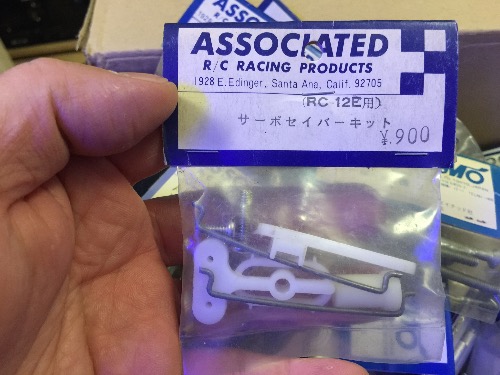 ASSOCIATED
R/C RACING PRODUCTS
1928 E. Edinger, Santa Ana, Calif. 92705
(RC-12E用)
サーボセイバーキット
¥.900